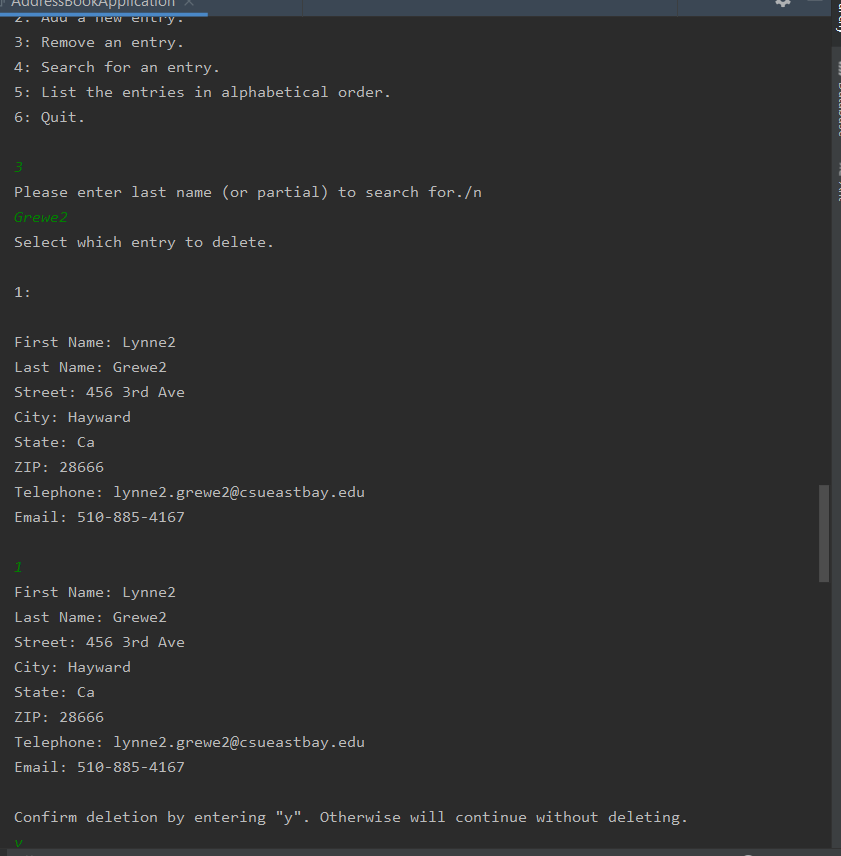 AddressBookApplication
2: Add a new entry.
3: Remove an entry.
4: Search for an entry.
5: List the entries in alphabetical order.
6: Quit.
3
Please enter last name (or partial) to search for./n
Grewe2
Select which entry to delete.
1:
First Name: Lynne2
Last Name: Grewe2
Street: 456 3rd Ave
City: Hayward
State: Ca
ZIP: 28666
Telephone: lynne2.grewe2@csueastbay.edu
Email: 510-885-4167
1
First Name: Lynne2
Last Name: Grewe2
Street: 456 3rd Ave
City: Hayward
State: Ca
ZIP: 28666
Telephone: lynne2.grewe2@csueastbay.edu
Email: 510-885-4167
Confirm deletion by entering "y". Otherwise will continue without deleting.